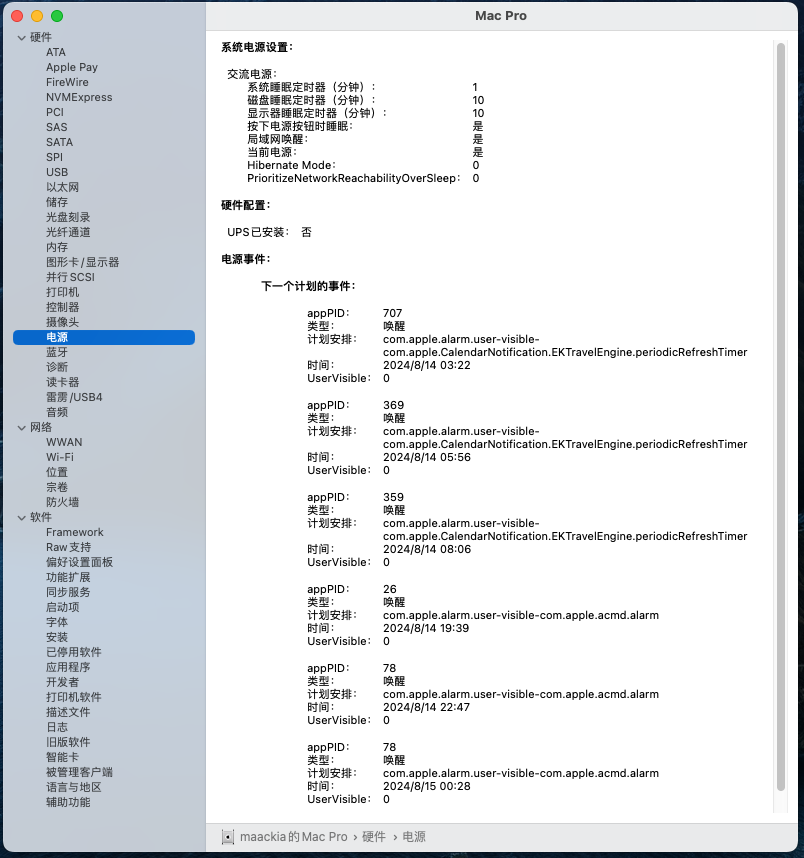 Mac Pro
硬件
ATA
Apple Pay
FireWire
NVMExpress
PCI
SAS
SATA
SPI
USB
以太网
储存
光盘刻录
光纤通道
内存
图形卡/显示器
并行 SCSI
打印机
控制器
摄像头
电源
蓝牙
诊断
读卡器
雷雳/USB4
音频
网络
WWAN
Wi-Fi
位置
宗卷
防火墙
软件
Framework
Raw 支持
偏好设置面板
功能扩展
同步服务
启动项
字体
安装
已停用软件
应用程序
开发者
打印机软件
描述文件
日志
旧版软件
智能卡
被管理客户端
语言与地区
辅助功能
系统电源设置：
交流电源：
系统睡眠定时器（分钟）： 1
磁盘睡眠定时器（分钟）： 10
显示器睡眠定时器（分钟）： 10
按下电源按钮时睡眠： 是
局域网唤醒： 是
当前电源： 是
Hibernate Mode： 0
PrioritizeNetworkReachabilityOverSleep： 0
硬件配置：
UPS 已安装： 否
电源事件：
下一个计划的事件：
appPID： 707
类型： 唤醒
计划安排： com.apple.alarm.user-visible-
com.apple.CalendarNotification.EKTravelEngine.periodicRefreshTimer
时间： 2024/8/14 03:22
UserVisible： 0
appPID： 369
类型： 唤醒
计划安排： com.apple.alarm.user-visible-
com.apple.CalendarNotification.EKTravelEngine.periodicRefreshTimer
时间： 2024/8/14 05:56
UserVisible： 0
appPID： 359
类型： 唤醒
计划安排： com.apple.alarm.user-visible-
com.apple.CalendarNotification.EKTravelEngine.periodicRefreshTimer
时间： 2024/8/14 08:06
UserVisible： 0
appPID： 26
类型： 唤醒
计划安排： com.apple.alarm.user-visible-com.apple.acmd.alarm
时间： 2024/8/14 19:39
UserVisible： 0
appPID： 78
类型： 唤醒
计划安排： com.apple.alarm.user-visible-com.apple.acmd.alarm
时间： 2024/8/14 22:47
UserVisible： 0
appPID： 78
类型： 唤醒
计划安排： com.apple.alarm.user-visible-com.apple.acmd.alarm
时间： 2024/8/15 00:28
UserVisible： 0
maackia的Mac Pro › 硬件 › 电源